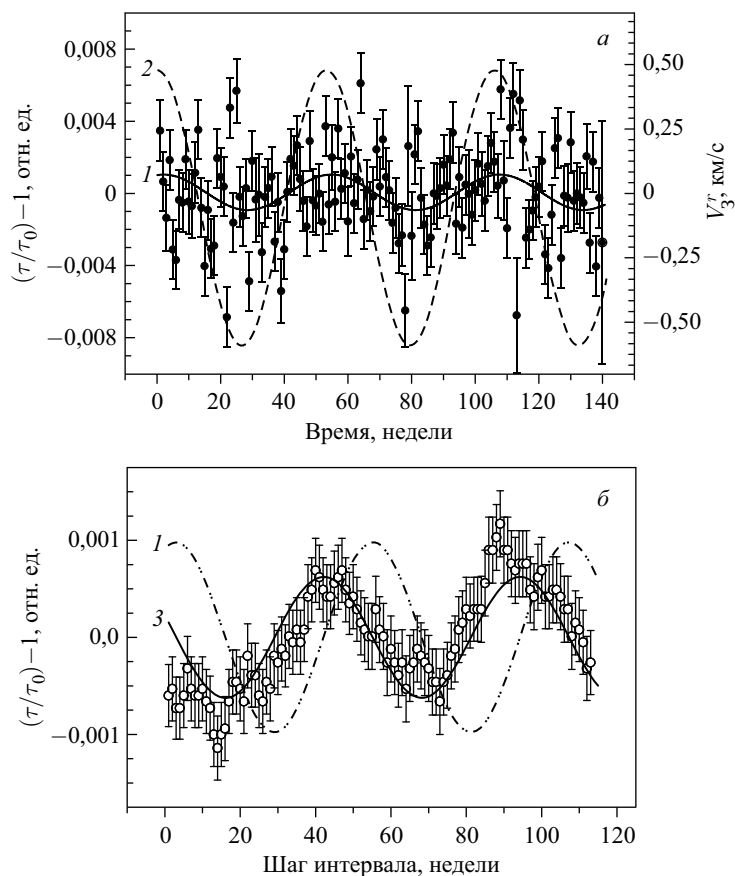 а
0,008
0,004
0
−0,004
−0,008
(τ/τ₀)−1, отн. ед.
2
1
0,50
0,25
0
−0,25
−0,50
V₃ʳ, км/с
0 20 40 60 80 100 120 140
Время, недели
б
0,001
0,0
−0,001
(τ/τ₀)−1, отн. ед.
1
3
0 20 40 60 80 100 120
Шаг интервала, недели